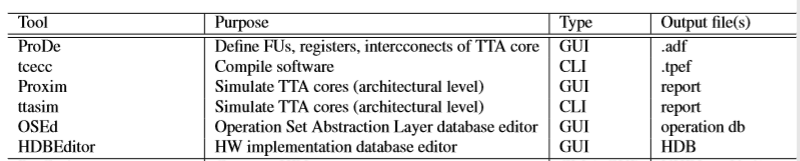 Tool Purpose Type Output file(s)
ProDe Define FUs, registers, intercconects of TTA core GUI .adf
tcecc Compile software CLI .tpef
Proxim Simulate TTA cores (architectural level) GUI report
ttasim Simulate TTA cores (architectural level) CLI report
OSEd Operation Set Abstraction Layer database editor GUI operation db
HDBEditor HW implementation database editor GUI HDB